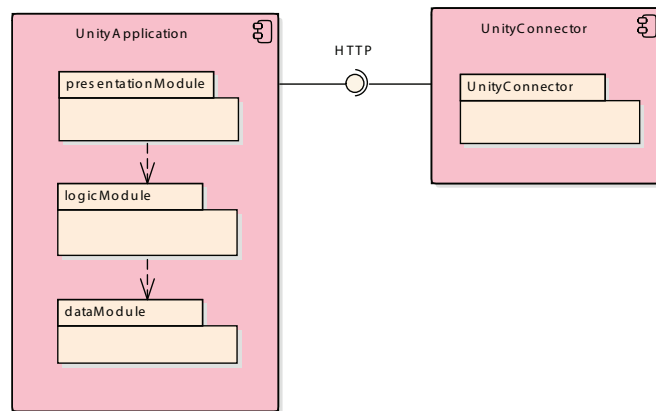 UnityApplication
presentationModule
logicModule
dataModule
HTTP
UnityConnector
UnityConnector